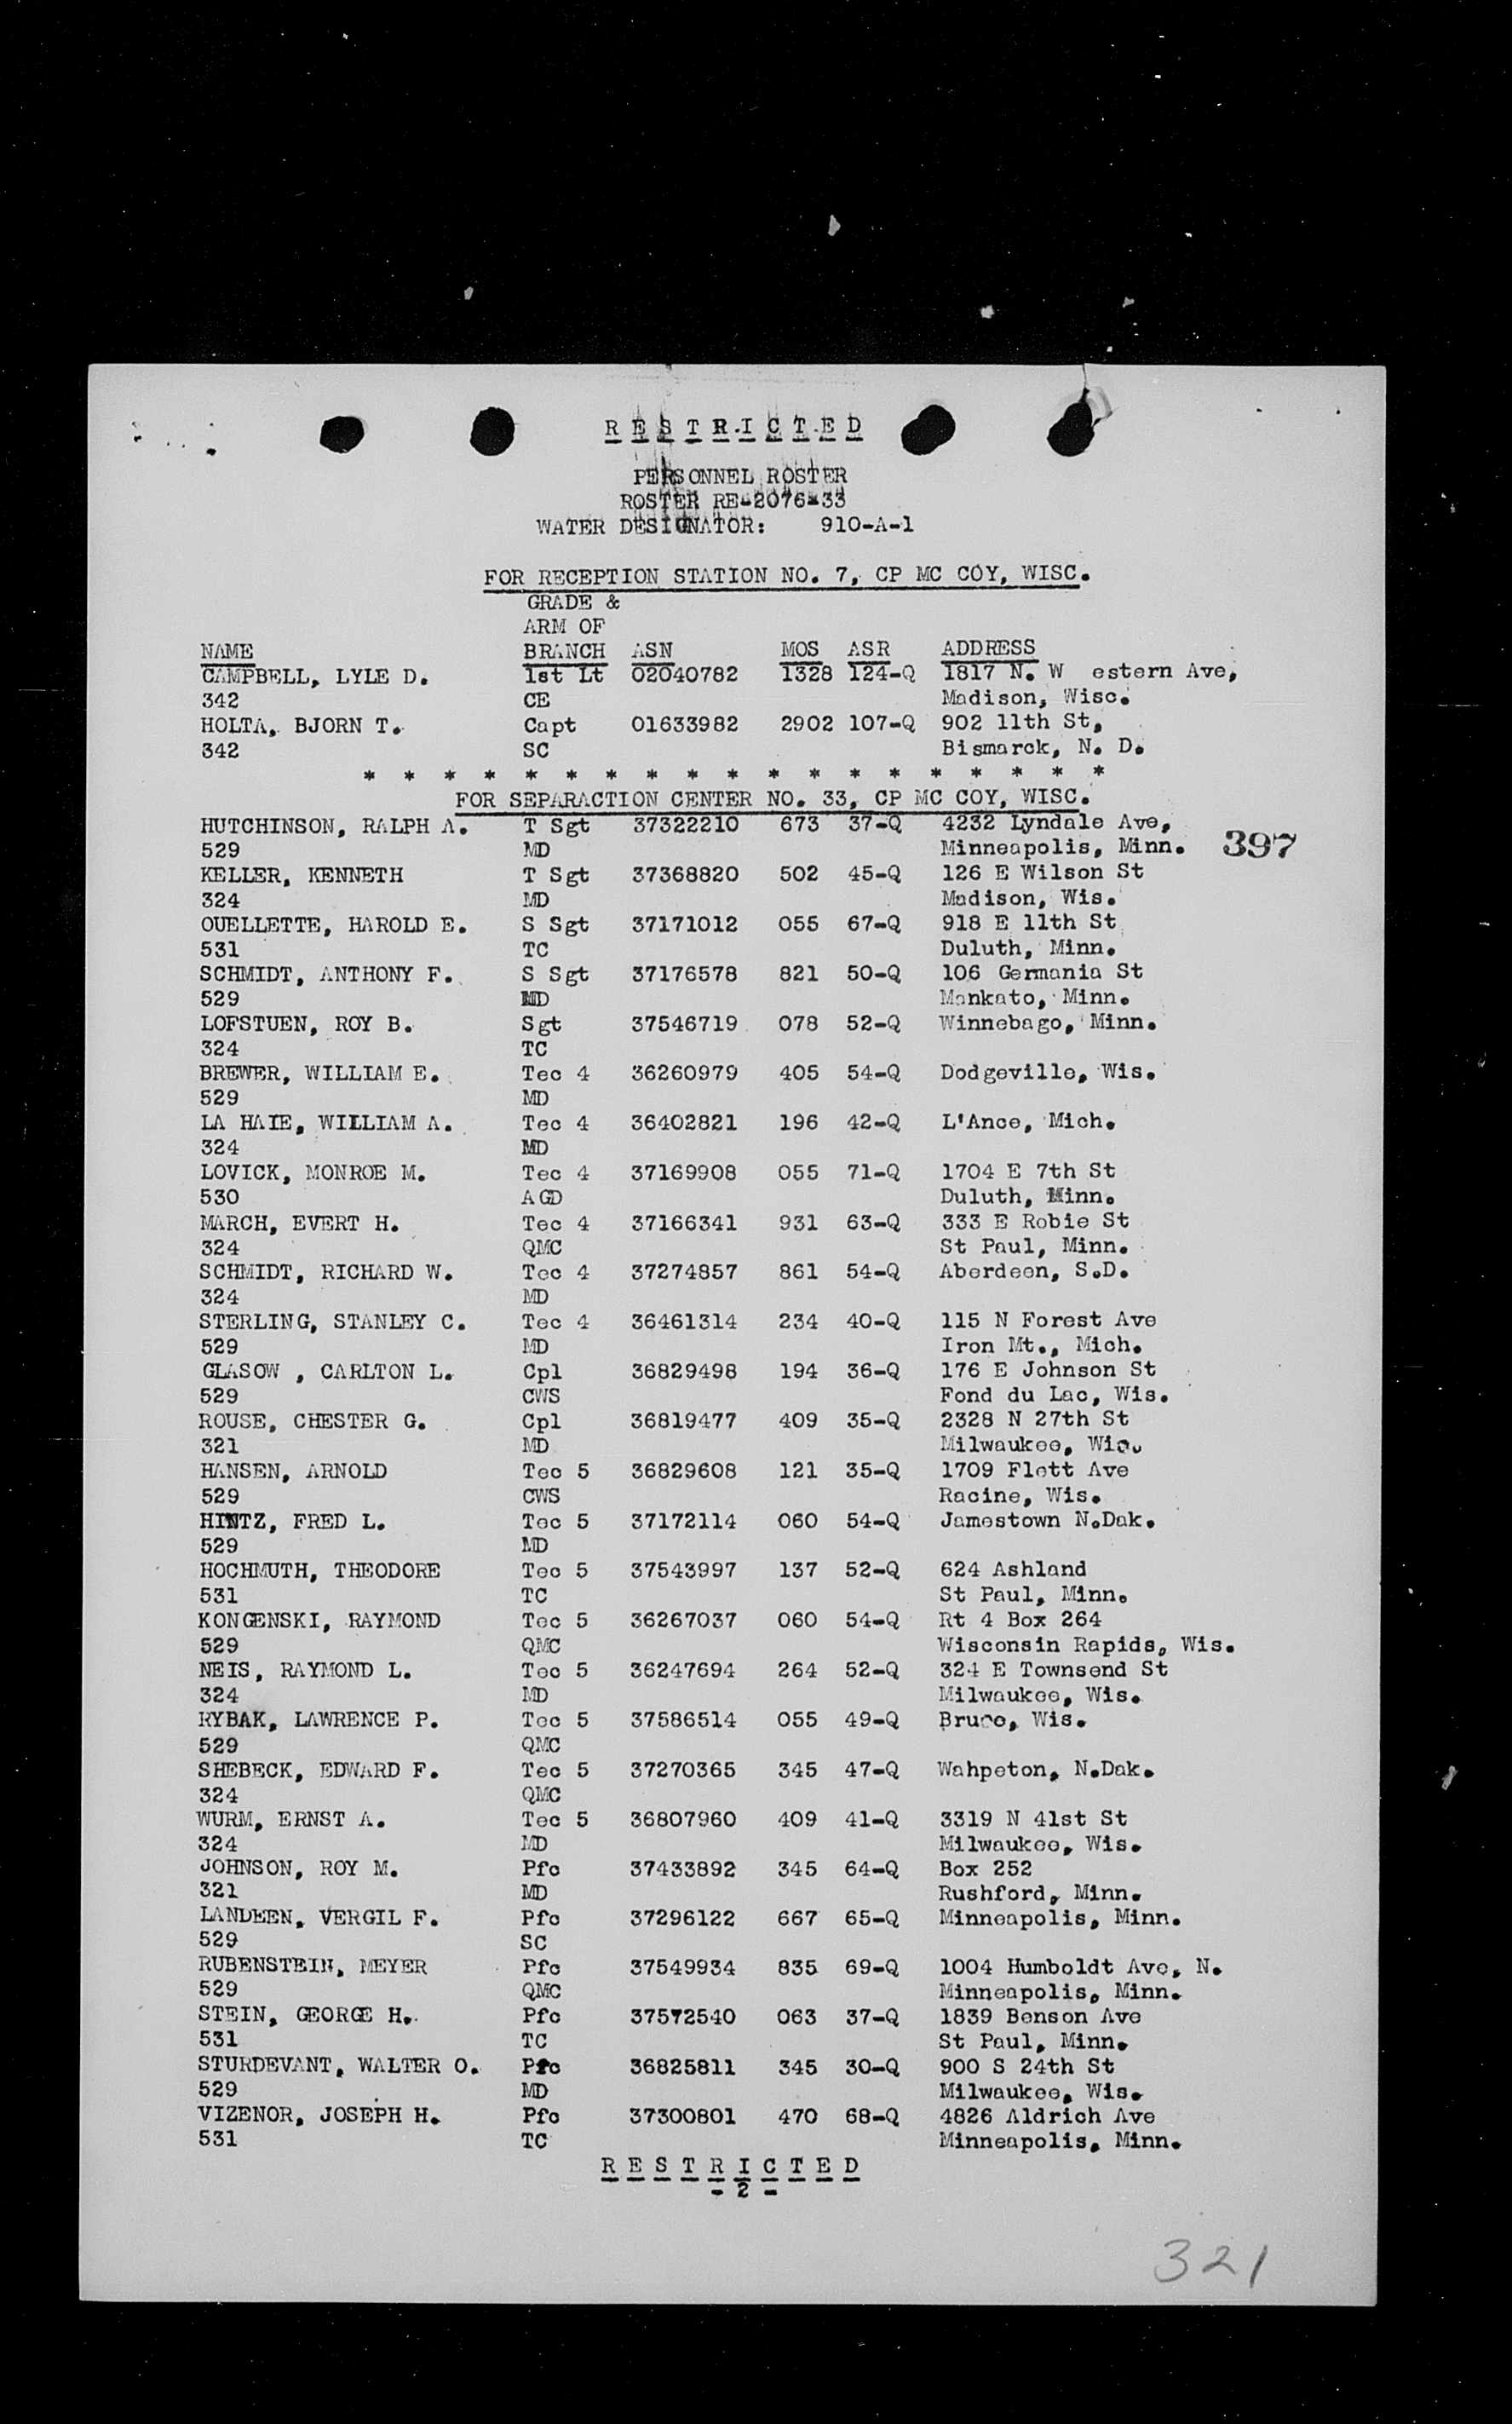 R E S T R I C T E D
PERSONNEL ROSTER
ROSTER RE-2076-33
WATER DESIGNATOR: 910-A-1
FOR RECEPTION STATION NO. 7, CP MC COY, WISC.
GRADE &
ARM OF
NAME BRANCH ASN MOS ASR ADDRESS
CAMPBELL, LYLE D. 1st Lt 02040782 1328 124-Q 1817 N. W estern Ave,
342 CE Madison, Wisc.
HOLTA, BJORN T. Capt 01633982 2902 107-Q 902 11th St,
342 SC Bismarck, N. D.
* * * * * * * * * * * * * * * * * * *
FOR SEPARACTION CENTER NO. 33, CP MC COY, WISC.
HUTCHINSON, RALPH A. T Sgt 37322210 673 37-Q 4232 Lyndale Ave,
529 MD Minneapolis, Minn. 397
KELLER, KENNETH T Sgt 37368820 502 45-Q 126 E Wilson St
324 MD Madison, Wis.
OUELLETTE, HAROLD E. S Sgt 37171012 055 67-Q 918 E 11th St
531 TC Duluth, Minn.
SCHMIDT, ANTHONY F. S Sgt 37176578 821 50-Q 106 Germania St
529 MD Mankato, Minn.
LOFSTUEN, ROY B. Sgt 37546719 078 52-Q Winnebago, Minn.
324 TC
BREWER, WILLIAM E. Tec 4 36260979 405 54-Q Dodgeville, Wis.
529 MD
LA HAIE, WILLIAM A. Tec 4 36402821 196 42-Q L'Ance, Mich.
324 MD
LOVICK, MONROE M. Tec 4 37169908 055 71-Q 1704 E 7th St
530 AGD Duluth, Minn.
MARCH, EVERT H. Tec 4 37166341 931 63-Q 333 E Robie St
324 QMC St Paul, Minn.
SCHMIDT, RICHARD W. Tec 4 37274857 861 54-Q Aberdeen, S.D.
324 MD
STERLING, STANLEY C. Tec 4 36461314 234 40-Q 115 N Forest Ave
529 MD Iron Mt., Mich.
GLASOW , CARLTON L. Cpl 36829498 194 36-Q 176 E Johnson St
529 CWS Fond du Lac, Wis.
ROUSE, CHESTER G. Cpl 36819477 409 35-Q 2328 N 27th St
321 MD Milwaukee, Wis.
HANSEN, ARNOLD Tec 5 36829608 121 35-Q 1709 Flett Ave
529 CWS Racine, Wis.
HINTZ, FRED L. Tec 5 37172114 060 54-Q Jamestown N.Dak.
529 MD
HOCHMUTH, THEODORE Tec 5 37543997 137 52-Q 624 Ashland
531 TC St Paul, Minn.
KONGENSKI, RAYMOND Tec 5 36267037 060 54-Q Rt 4 Box 264
529 QMC Wisconsin Rapids, Wis.
NEIS, RAYMOND L. Tec 5 36247694 264 52-Q 324 E Townsend St
324 MD Milwaukee, Wis.
RYBAK, LAWRENCE P. Tec 5 37586514 055 49-Q Bruce, Wis.
529 QMC
SHEBECK, EDWARD F. Tec 5 37270365 345 47-Q Wahpeton, N.Dak.
324 QMC
WURM, ERNST A. Tec 5 36807960 409 41-Q 3319 N 41st St
324 MD Milwaukee, Wis.
JOHNSON, ROY M. Pfc 37433892 345 64-Q Box 252
321 MD Rushford, Minn.
LANDEEN, VERGIL F. Pfc 37296122 667 65-Q Minneapolis, Minn.
529 SC
RUBENSTEIN, MEYER Pfc 37549934 835 69-Q 1004 Humboldt Ave, N.
529 QMC Minneapolis, Minn.
STEIN, GEORGE H. Pfc 37572540 063 37-Q 1839 Benson Ave
531 TC St Paul, Minn.
STURDEVANT, WALTER O. Pfc 36825811 345 30-Q 900 S 24th St
529 MD Milwaukee, Wis.
VIZENOR, JOSEPH H. Pfc 37300801 470 68-Q 4826 Aldrich Ave
531 TC Minneapolis, Minn.
R E S T R I C T E D
- 2 -
321